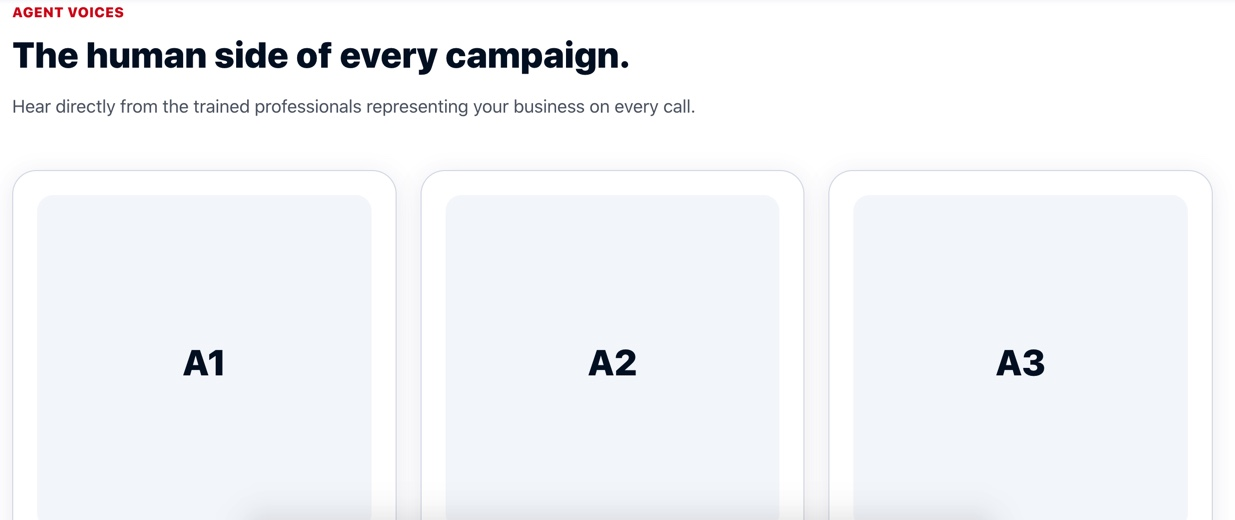 AGENT VOICES
The human side of every campaign.
Hear directly from the trained professionals representing your business on every call.
A1
A2
A3